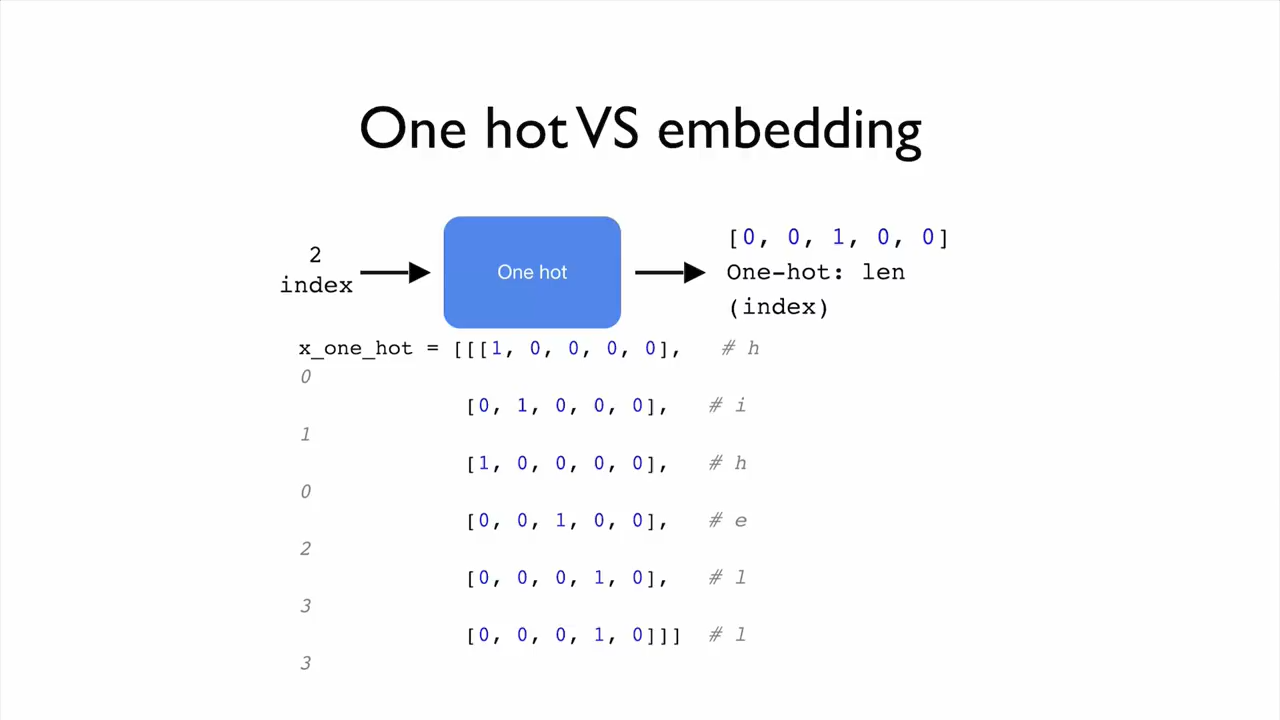 One hot VS embedding
2
index
One hot
[0, 0, 1, 0, 0]
One-hot: len
(index)
x_one_hot = [[[1, 0, 0, 0, 0],   # h
0
[0, 1, 0, 0, 0],   # i
1
[1, 0, 0, 0, 0],   # h
0
[0, 0, 1, 0, 0],   # e
2
[0, 0, 0, 1, 0],   # l
3
[0, 0, 0, 1, 0]]]  # l
3